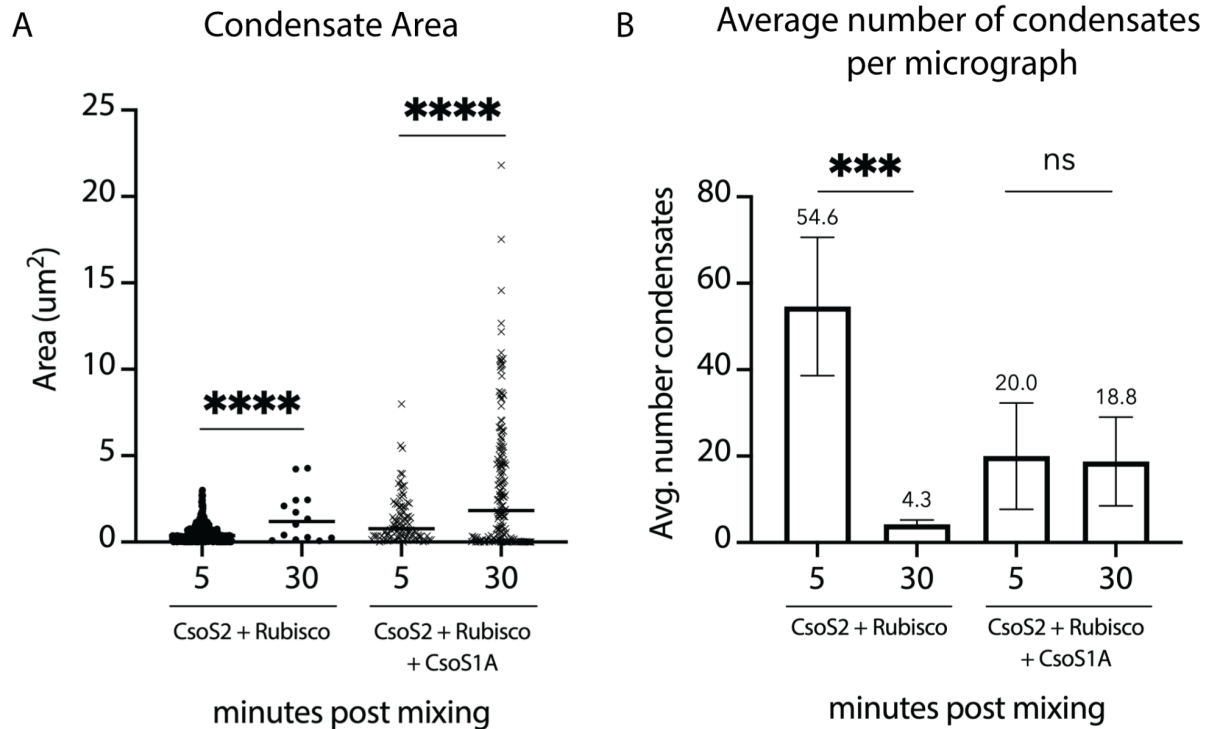 A
Condensate Area
Area (um²)
25
20
15
10
5
0
****
****
5
30
5
30
CsoS2 + Rubisco
CsoS2 + Rubisco
+ CsoS1A
minutes post mixing
B
Average number of condensates
per micrograph
Avg. number condensates
80
60
40
20
0
***
ns
54.6
4.3
20.0
18.8
5
30
5
30
CsoS2 + Rubisco
CsoS2 + Rubisco
+ CsoS1A
minutes post mixing